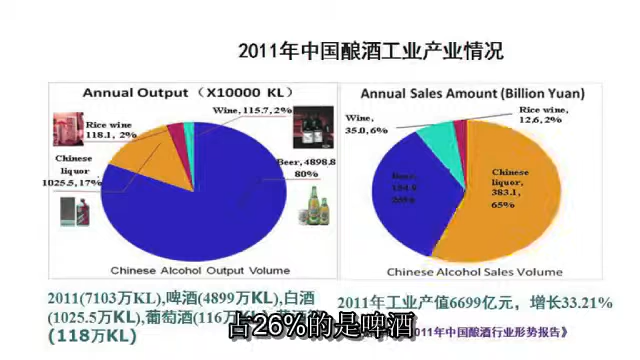 2011年中国酿酒工业产业情况
Annual Output （X10000 KL）
Wine, 115.7, 2%
Rice wine
118.1, 2%
Chinese
liquor
1025.5, 17%
Beer, 4898.8
80%
Chinese Alcohol Output Volume
Annual Sales Amount (Billion Yuan)
Rice wine,
12.6, 2%
Wine,
35.0, 6%
Chinese
liquor,
383.1,
65%
Chinese Alcohol Sales Volume
2011(7103万KL),啤酒(4899万KL),白酒
(1025.5万KL),葡萄酒(116万KL)
(118万KL)
2011年工业产值6699亿元，增长33.21%
2011年中国酿酒行业形势报告》
占26%的是啤酒